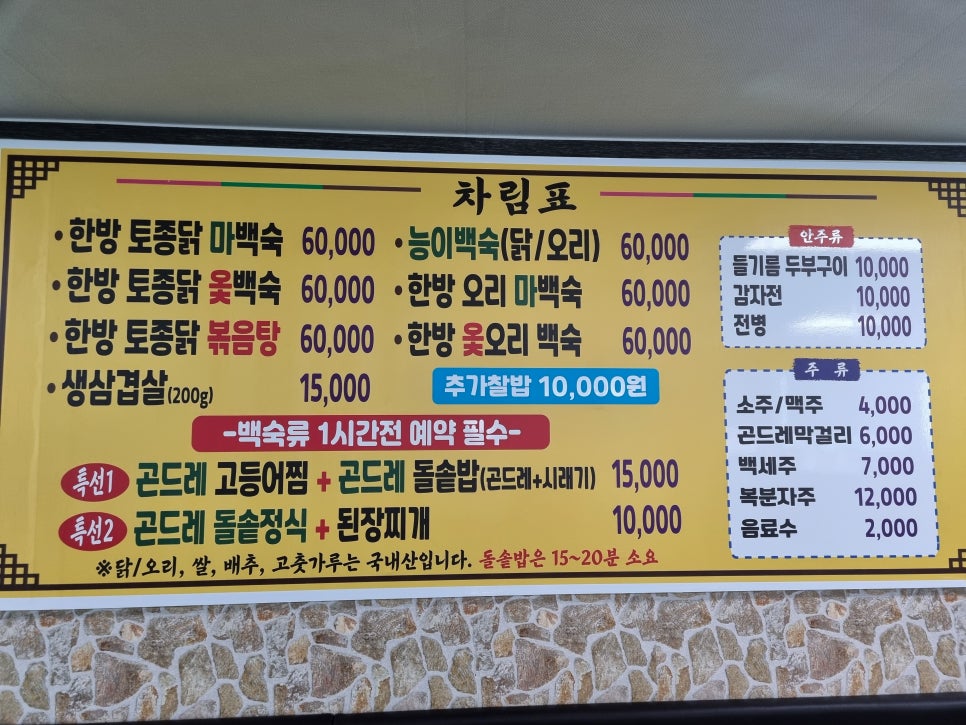 차림표
• 한방 토종닭 마백숙 60,000
• 한방 토종닭 옻백숙 60,000
• 한방 토종닭 볶음탕 60,000
• 생삼겹살(200g) 15,000
• 능이백숙(닭/오리) 60,000
• 한방 오리 마백숙 60,000
• 한방 옻오리 백숙 60,000
추가찰밥 10,000원
-백숙류 1시간전 예약 필수-
특선1 곤드레 고등어찜 + 곤드레 돌솥밥(곤드레+시래기) 15,000
특선2 곤드레 돌솥정식 + 된장찌개 10,000
※닭/오리, 쌀, 배추, 고춧가루는 국내산입니다. 돌솥밥은 15~20분 소요
안주류
들기름 두부구이 10,000
감자전 10,000
전병 10,000
주 류
소주/맥주 4,000
곤드레막걸리 6,000
백세주 7,000
복분자주 12,000
음료수 2,000